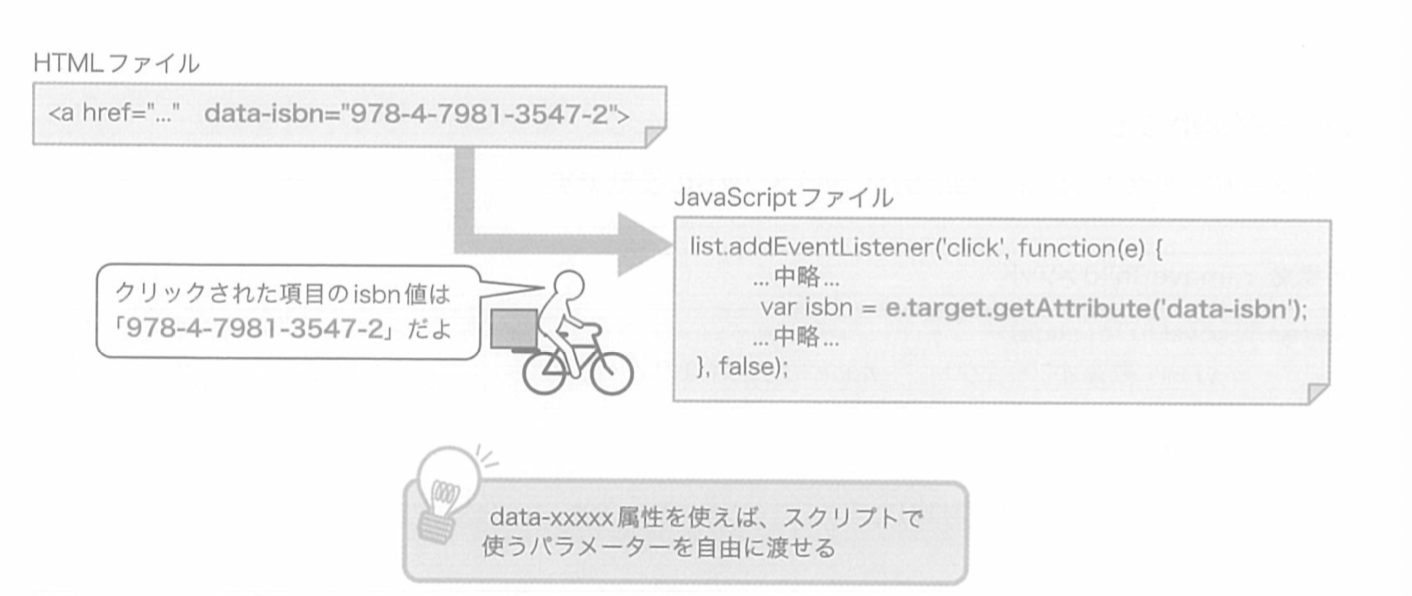 HTMLファイル
<a href="..." data-isbn="978-4-7981-3547-2">
JavaScriptファイル
list.addEventListener('click', function(e) {
…中略…
var isbn = e.target.getAttribute('data-isbn');
…中略…
}, false);
クリックされた項目のisbn値は
「978-4-7981-3547-2」だよ
data-xxxxx属性を使えば、スクリプトで
使うパラメーターを自由に渡せる